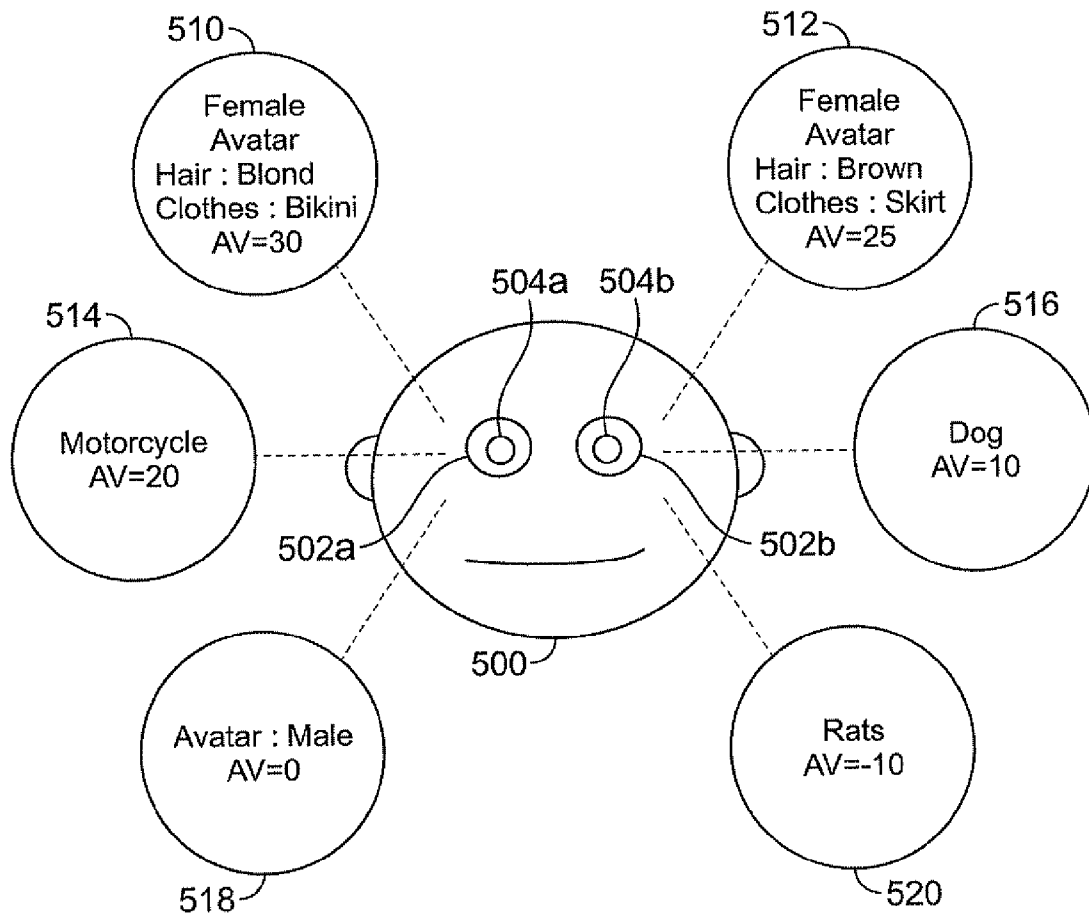 510
Female
Avatar
Hair : Blond
Clothes : Bikini
AV=30
512
Female
Avatar
Hair : Brown
Clothes : Skirt
AV=25
504a
504b
514
Motorcycle
AV=20
516
Dog
AV=10
502a
502b
500
Avatar : Male
AV=0
518
Rats
AV=-10
520